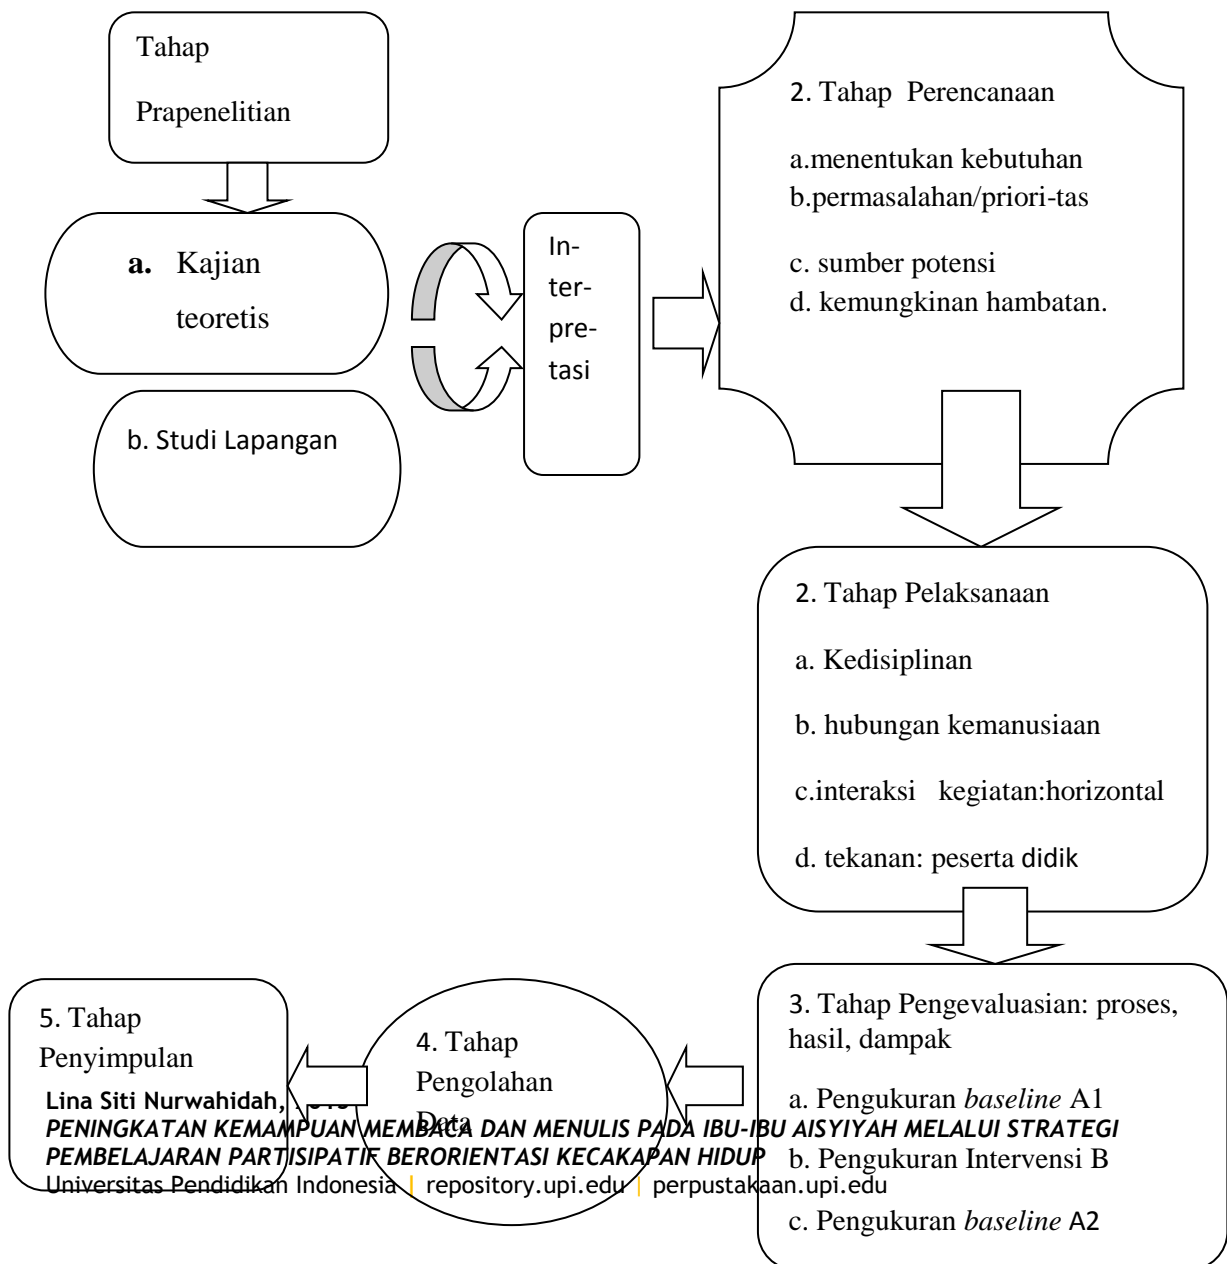 Tahap
Prapenelitian
a. Kajian
teoretis
b. Studi Lapangan
In-
ter-
pre-
tasi
2. Tahap Perencanaan
a.menentukan kebutuhan
b.permasalahan/priori-tas
c. sumber potensi
d. kemungkinan hambatan.
2. Tahap Pelaksanaan
a. Kedisiplinan
b. hubungan kemanusiaan
c.interaksi kegiatan:horizontal
d. tekanan: peserta didik
3. Tahap Pengevaluasian: proses,
hasil, dampak
a. Pengukuran baseline A1
b. Pengukuran Intervensi B
c. Pengukuran baseline A2
4. Tahap
Pengolahan
Data
5. Tahap
Penyimpulan
Lina Siti Nurwahidah,
PENINGKATAN KEMAMPUAN MEMBACA DAN MENULIS PADA IBU-IBU AISYIYAH MELALUI STRATEGI
PEMBELAJARAN PARTISIPATIF BERORIENTASI KECAKAPAN HIDUP
Universitas Pendidikan Indonesia | repository.upi.edu | perpustakaan.upi.edu